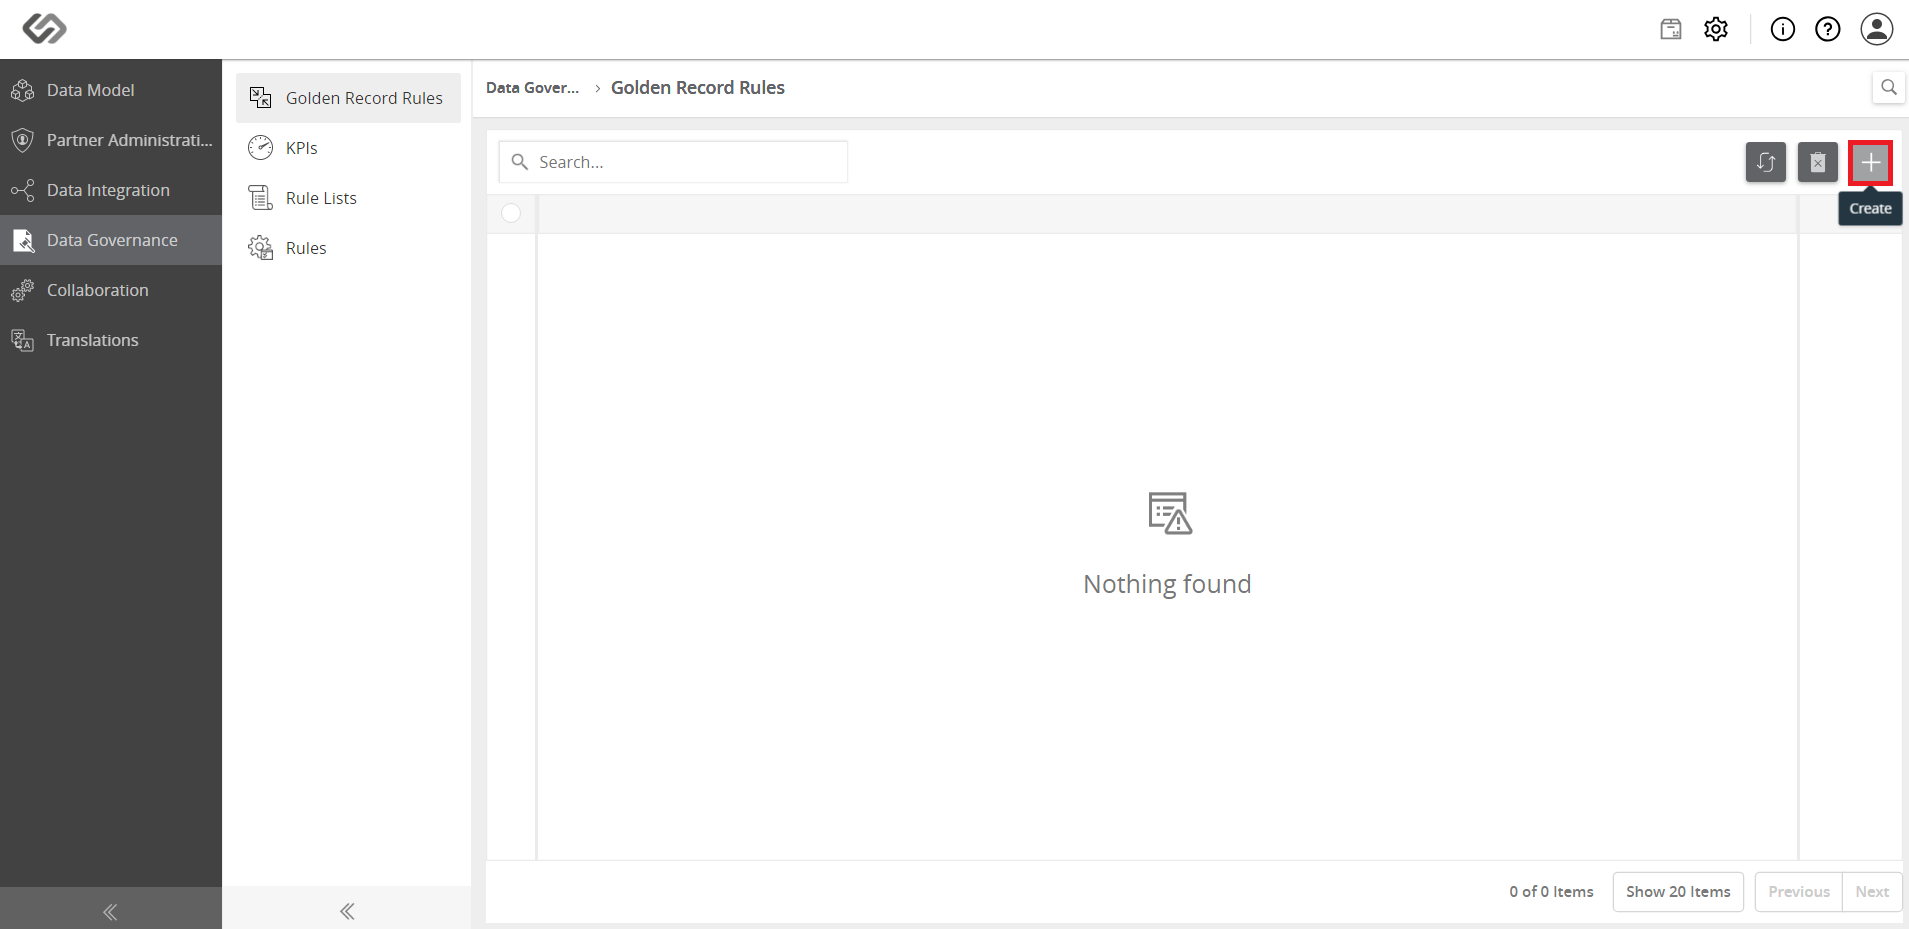 Data Model
Partner Administrati...
Data Integration
Data Governance
Collaboration
Translations
Golden Record Rules
KPIs
Rule Lists
Rules
Data Gover... > Golden Record Rules
Search...
Create
Nothing found
0 of 0 Items
Show 20 Items
Previous
Next